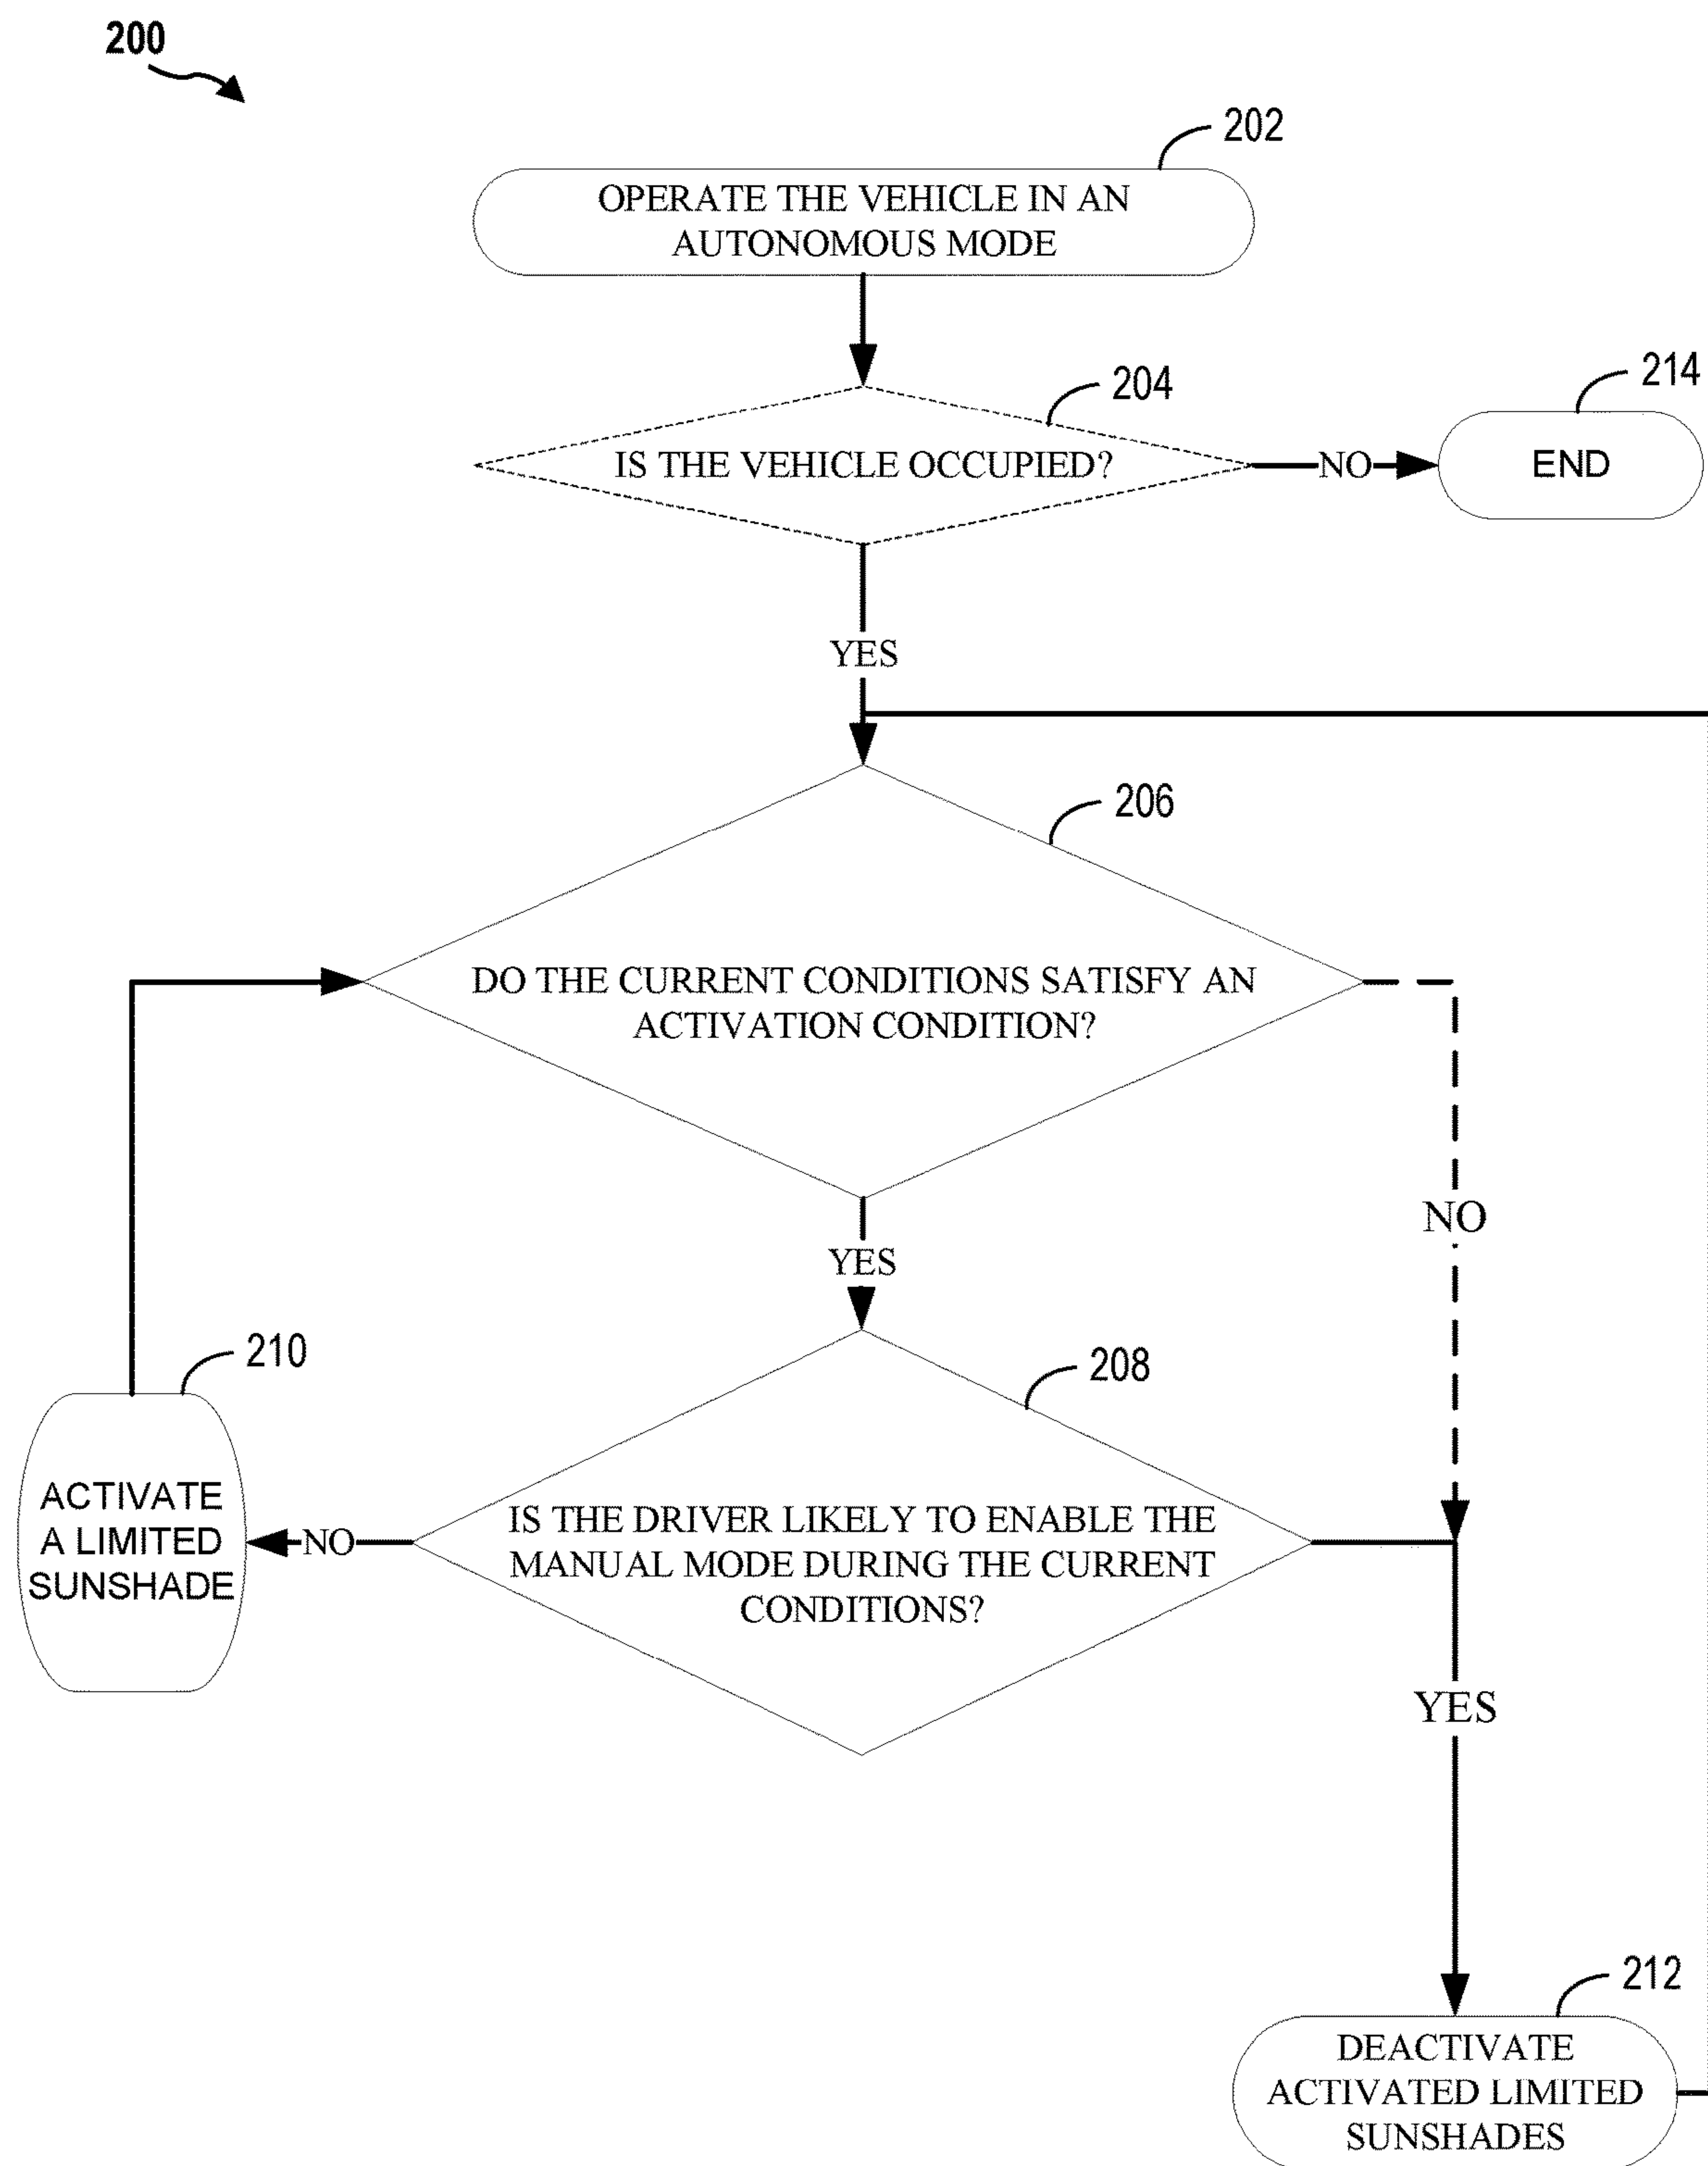 200
202
OPERATE THE VEHICLE IN AN
AUTONOMOUS MODE
204
IS THE VEHICLE OCCUPIED?
NO
214
END
YES
206
DO THE CURRENT CONDITIONS SATISFY AN
ACTIVATION CONDITION?
NO
YES
210
ACTIVATE
A LIMITED
SUNSHADE
NO
208
IS THE DRIVER LIKELY TO ENABLE THE
MANUAL MODE DURING THE CURRENT
CONDITIONS?
YES
212
DEACTIVATE
ACTIVATED LIMITED
SUNSHADES